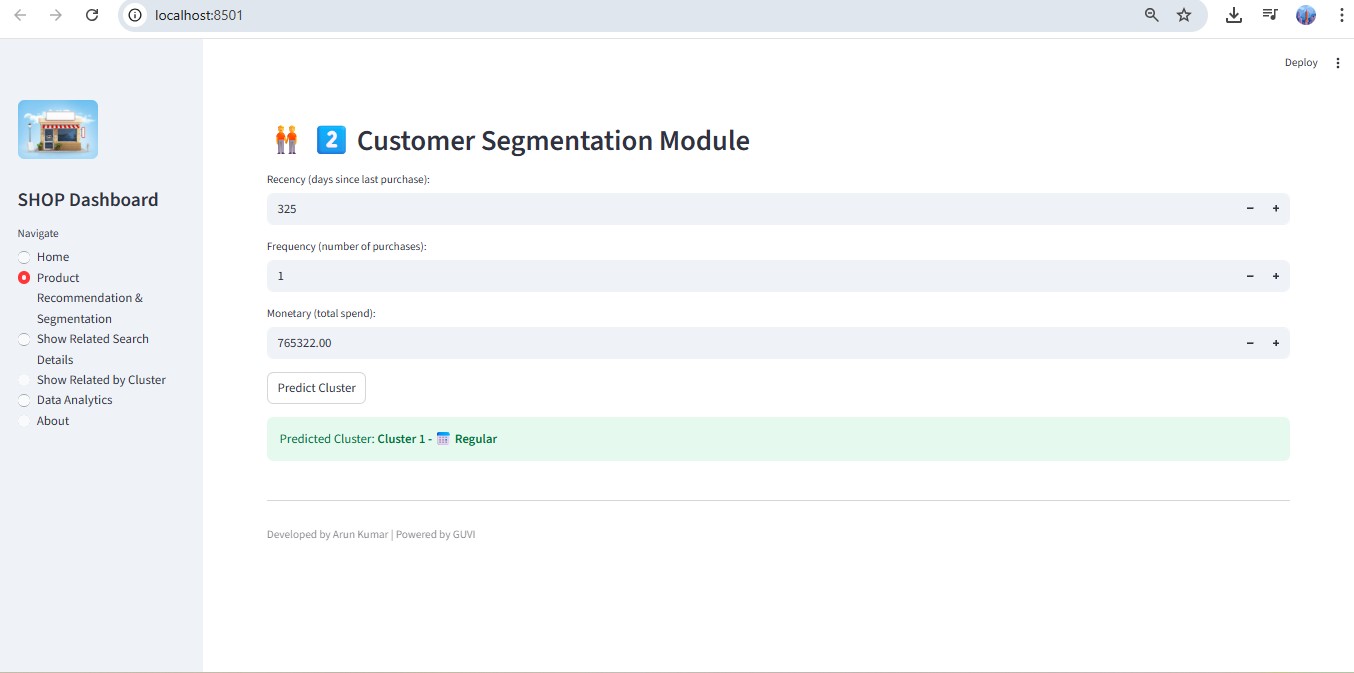 localhost:8501
Deploy
SHOP Dashboard
Navigate
Home
Product
Recommendation &
Segmentation
Show Related Search
Details
Show Related by Cluster
Data Analytics
About
2 Customer Segmentation Module
Recency (days since last purchase):
325
Frequency (number of purchases):
1
Monetary (total spend):
765322.00
Predict Cluster
Predicted Cluster: Cluster 1 - Regular
Developed by Arun Kumar | Powered by GUVI